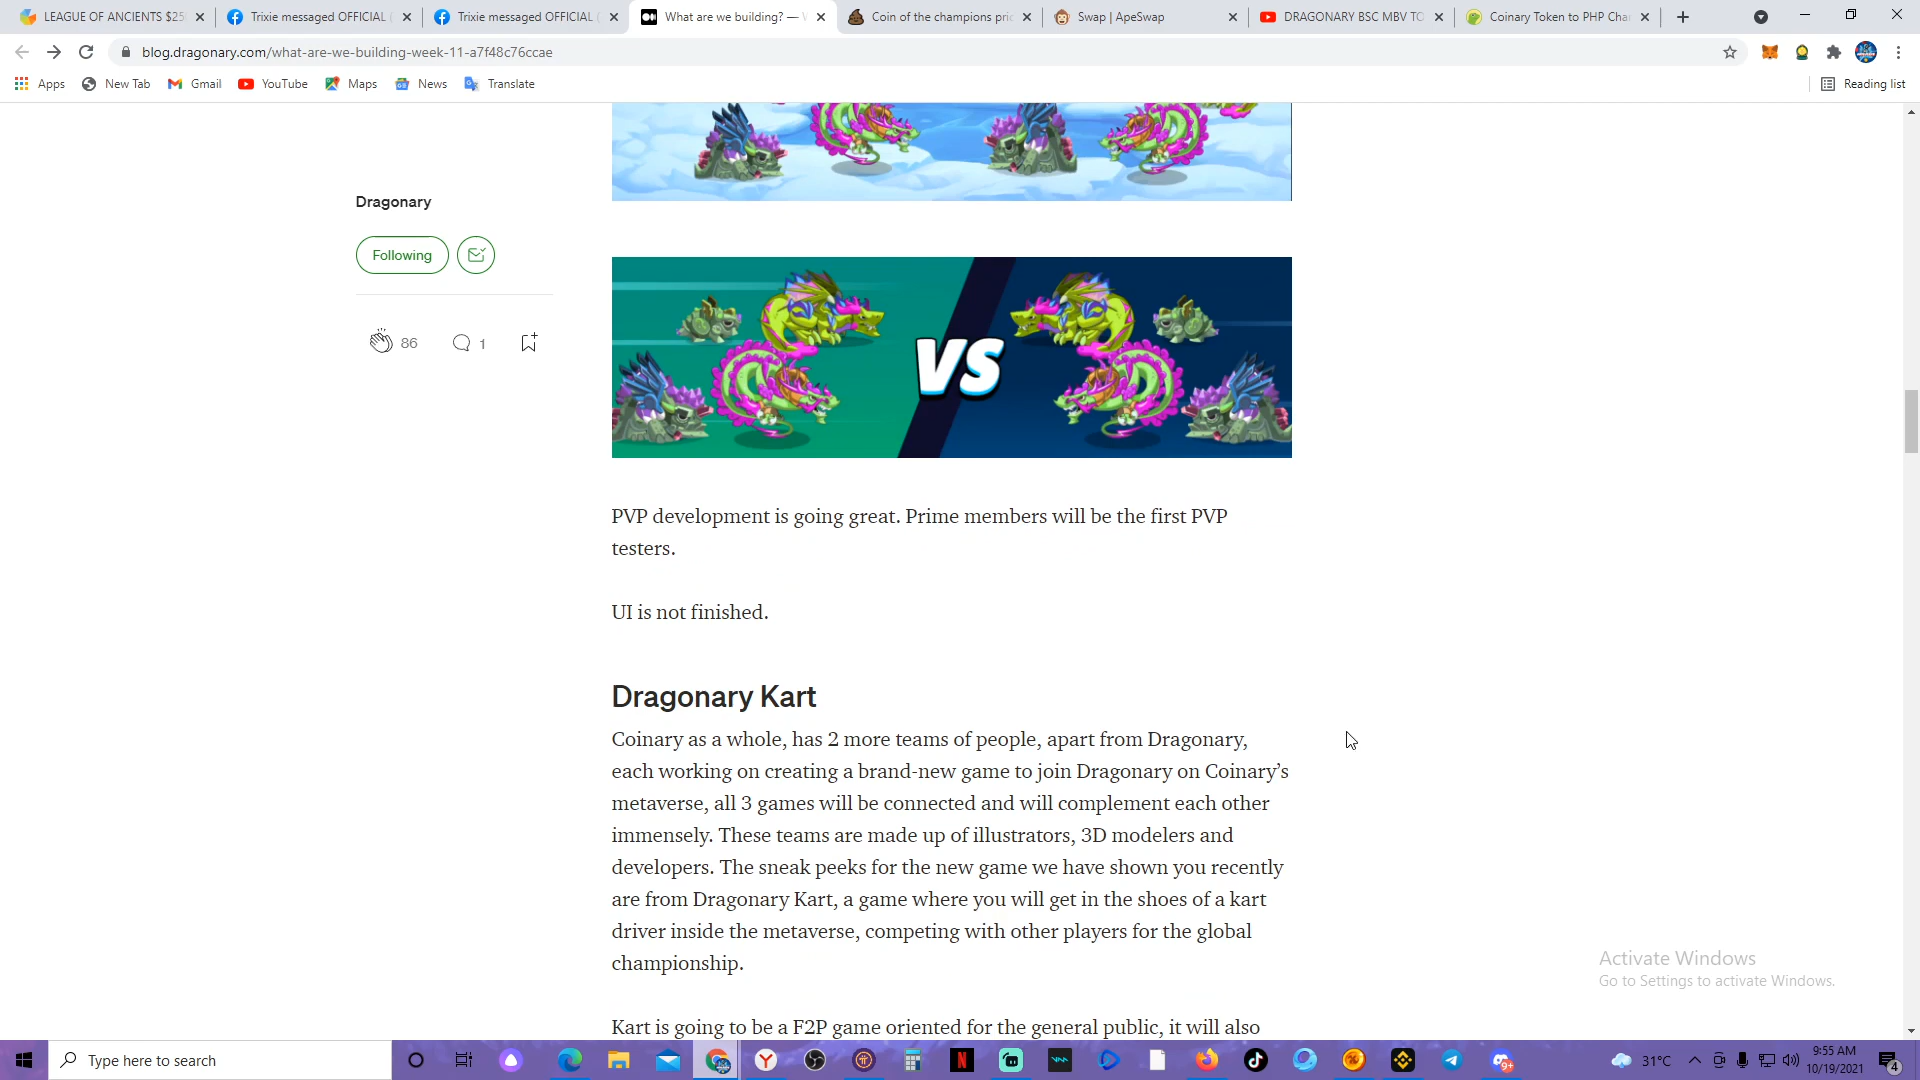 LEAGUE OF ANCIENTS $25
Trixie messaged OFFICIAL
Trixie messaged OFFICIAL
What are we building? —
Coin of the champions pri
Swap | ApeSwap
DRAGONARY BSC MBV TO
Coinary Token to PHP Cha
blog.dragonary.com/what-are-we-building-week-11-a7f48c76ccae
Apps
New Tab
Gmail
YouTube
Maps
News
Translate
Reading list
Dragonary
Following
86
1
VS
PVP development is going great. Prime members will be the first PVP
testers.
UI is not finished.
Dragonary Kart
Coinary as a whole, has 2 more teams of people, apart from Dragonary,
each working on creating a brand-new game to join Dragonary on Coinary’s
metaverse, all 3 games will be connected and will complement each other
immensely. These teams are made up of illustrators, 3D modelers and
developers. The sneak peeks for the new game we have shown you recently
are from Dragonary Kart, a game where you will get in the shoes of a kart
driver inside the metaverse, competing with other players for the global
championship.
Kart is going to be a F2P game oriented for the general public, it will also
Activate Windows
Go to Settings to activate Windows.
Type here to search
31°C
9:55 AM
10/19/2021
9+
4